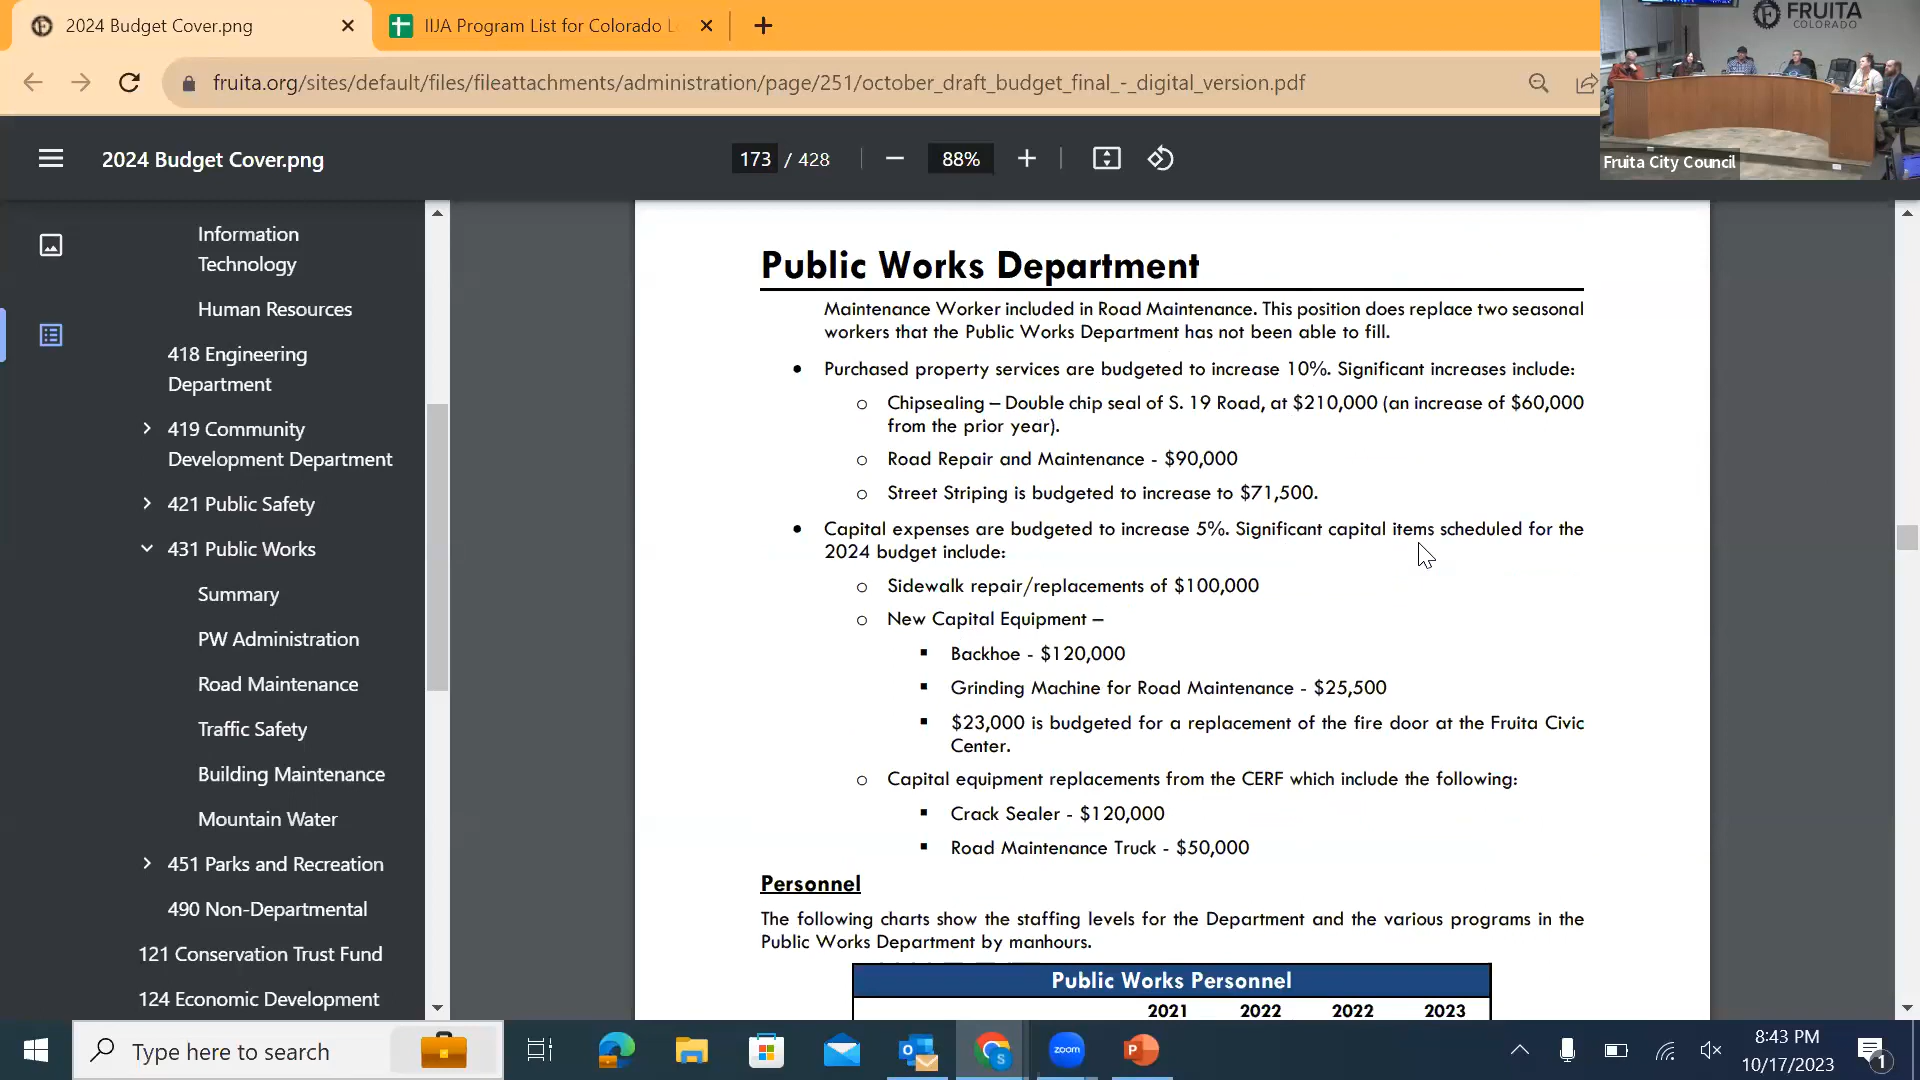 2024 Budget Cover.png
IIJA Program List for Colorado L
FRUITA
COLORADO
fruita.org/sites/default/files/fileattachments/administration/page/251/october_draft_budget_final_-_digital_version.pdf
Fruita City Council
2024 Budget Cover.png
173 / 428
88%
Information
Technology
Human Resources
418 Engineering
Department
419 Community
Development Department
421 Public Safety
431 Public Works
Summary
PW Administration
Road Maintenance
Traffic Safety
Building Maintenance
Mountain Water
451 Parks and Recreation
490 Non-Departmental
121 Conservation Trust Fund
124 Economic Development
Public Works Department
Maintenance Worker included in Road Maintenance. This position does replace two seasonal
workers that the Public Works Department has not been able to fill.
• Purchased property services are budgeted to increase 10%. Significant increases include:
o Chipsealing – Double chip seal of S. 19 Road, at $210,000 (an increase of $60,000
from the prior year).
o Road Repair and Maintenance - $90,000
o Street Striping is budgeted to increase to $71,500.
• Capital expenses are budgeted to increase 5%. Significant capital items scheduled for the
2024 budget include:
o Sidewalk repair/replacements of $100,000
o New Capital Equipment –
▪ Backhoe - $120,000
▪ Grinding Machine for Road Maintenance - $25,500
▪ $23,000 is budgeted for a replacement of the fire door at the Fruita Civic
Center.
o Capital equipment replacements from the CERF which include the following:
▪ Crack Sealer - $120,000
▪ Road Maintenance Truck - $50,000
Personnel
The following charts show the staffing levels for the Department and the various programs in the
Public Works Department by manhours.
Public Works Personnel
2021 2022 2022 2023
Type here to search
zoom
8:43 PM
10/17/2023
1